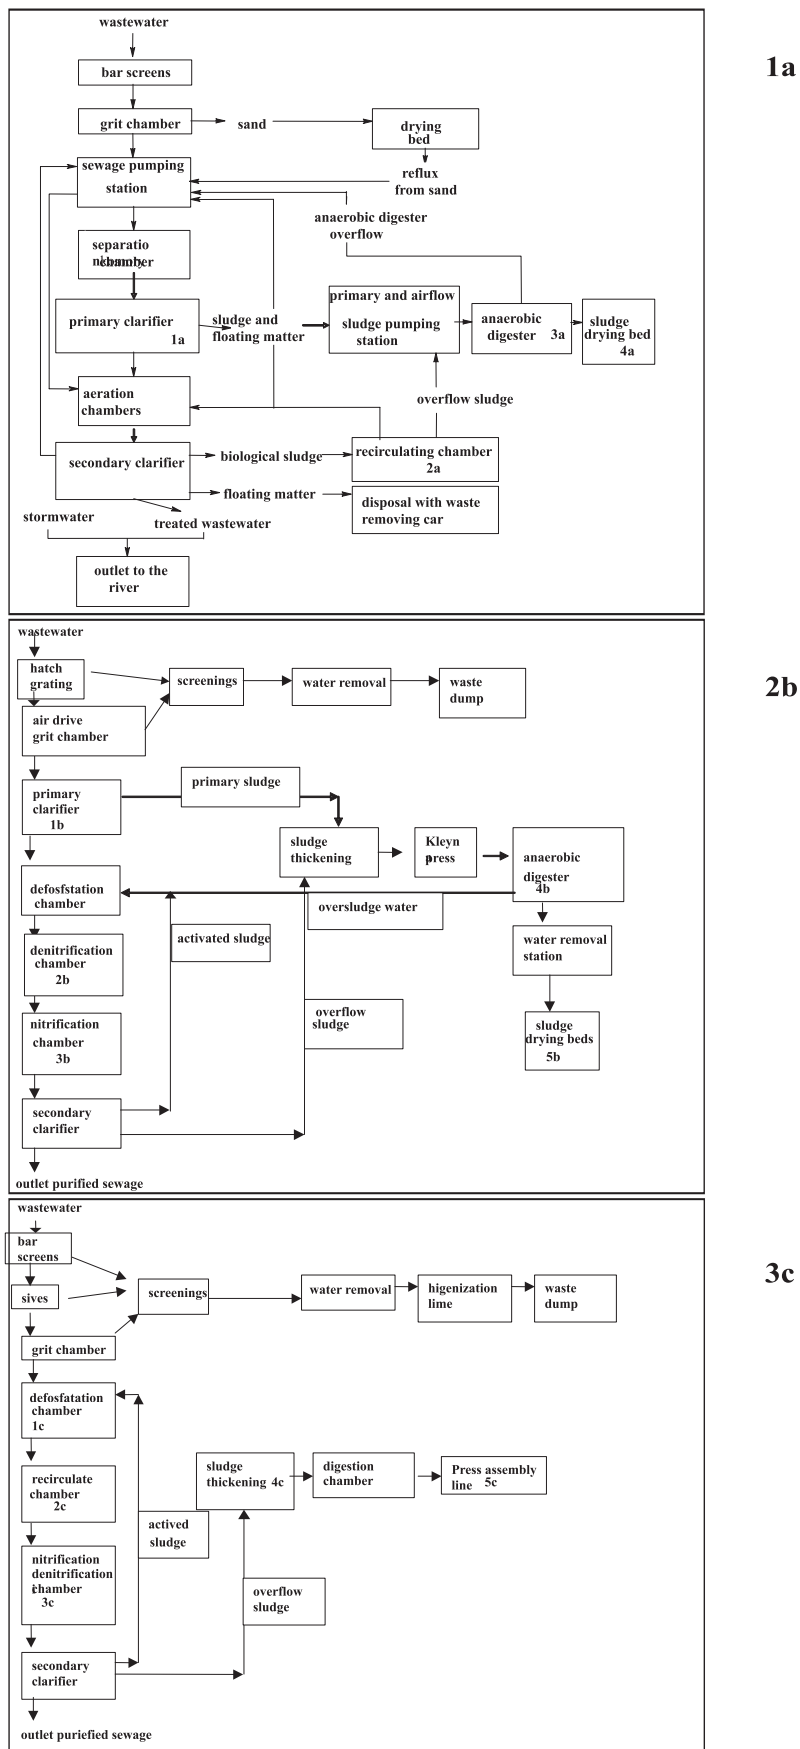 1a
wastewater
bar screens
grit chamber
sand
drying
bed
reflux
from sand
sewage pumping
station
anaerobic digester
overflow
separatio
chamber
primary clarifier
1a
sludge and
floating matter
primary and airflow
sludge pumping
station
anaerobic
digester 3a
sludge
drying bed
4a
aeration
chambers
overflow sludge
secondary clarifier
biological sludge
recirculating chamber
2a
floating matter
disposal with waste
removing car
stormwater
treated wastewater
outlet to the
river
2b
wastewater
hatch
grating
screenings
water removal
waste
dump
air drive
grit chamber
primary
clarifier
1b
primary sludge
sludge
thickening
Kleyn
press
anaerobic
digester
4b
defosfstation
chamber
oversludge water
activated sludge
water removal
station
denitrification
chamber
2b
overflow
sludge
sludge
drying beds
5b
nitrification
chamber
3b
secondary
clarifier
outlet purified sewage
3c
wastewater
bar
screens
sives
screenings
water removal
higenization
lime
waste
dump
grit chamber
defosfatation
chamber
1c
sludge
thickening 4c
digestion
chamber
Press assembly
line 5c
recirculate
chamber
2c
actived
sludge
nitrification
denitrification
chamber
3c
overflow
sludge
secondary
clarifier
outlet puriefied sewage